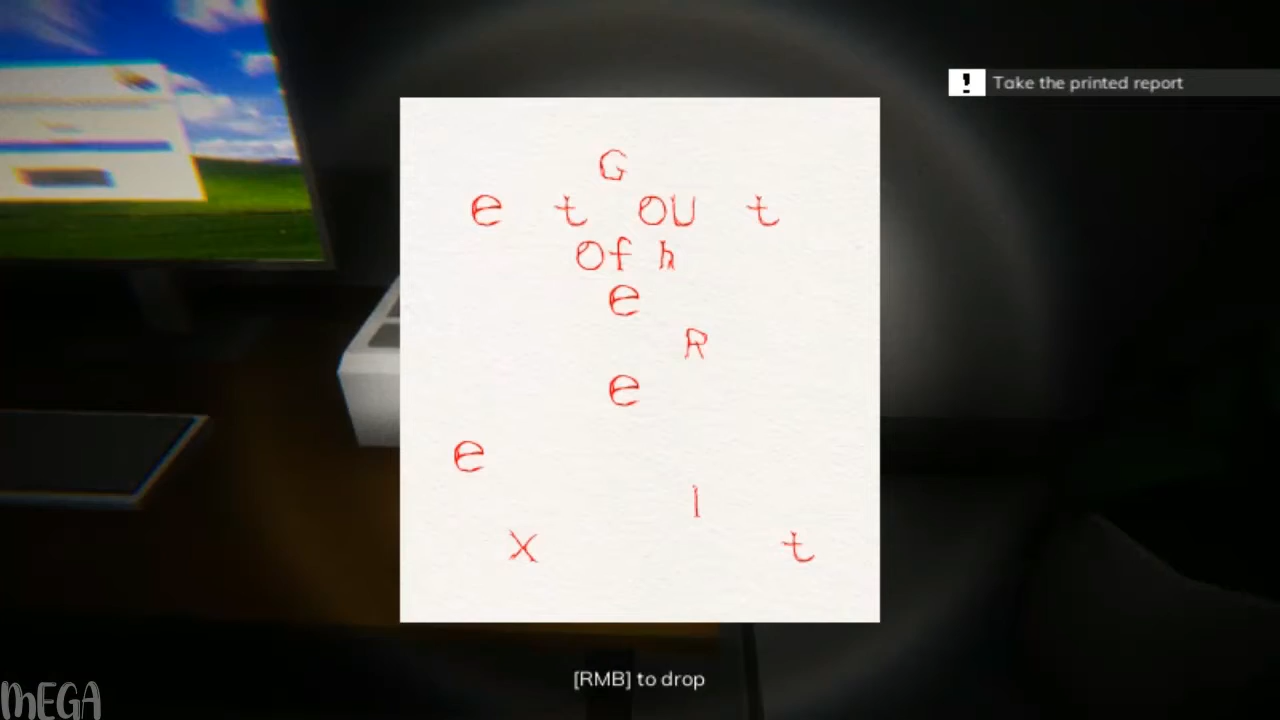 ! Take the printed report
G
e t OU t
Of h
e
R
e
e
I
x t
[RMB] to drop
MEGA